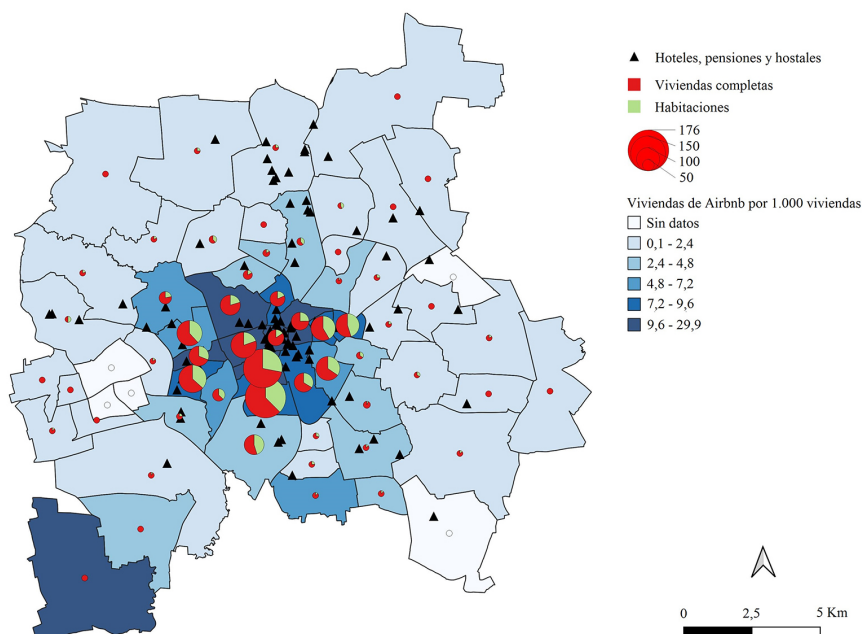 Hoteles, pensiones y hostales
Viviendas completas
Habitaciones
176
150
100
50
Viviendas de Airbnb por 1.000 viviendas
Sin datos
0,1 - 2,4
2,4 - 4,8
4,8 - 7,2
7,2 - 9,6
9,6 - 29,9
0 2,5 5 Km